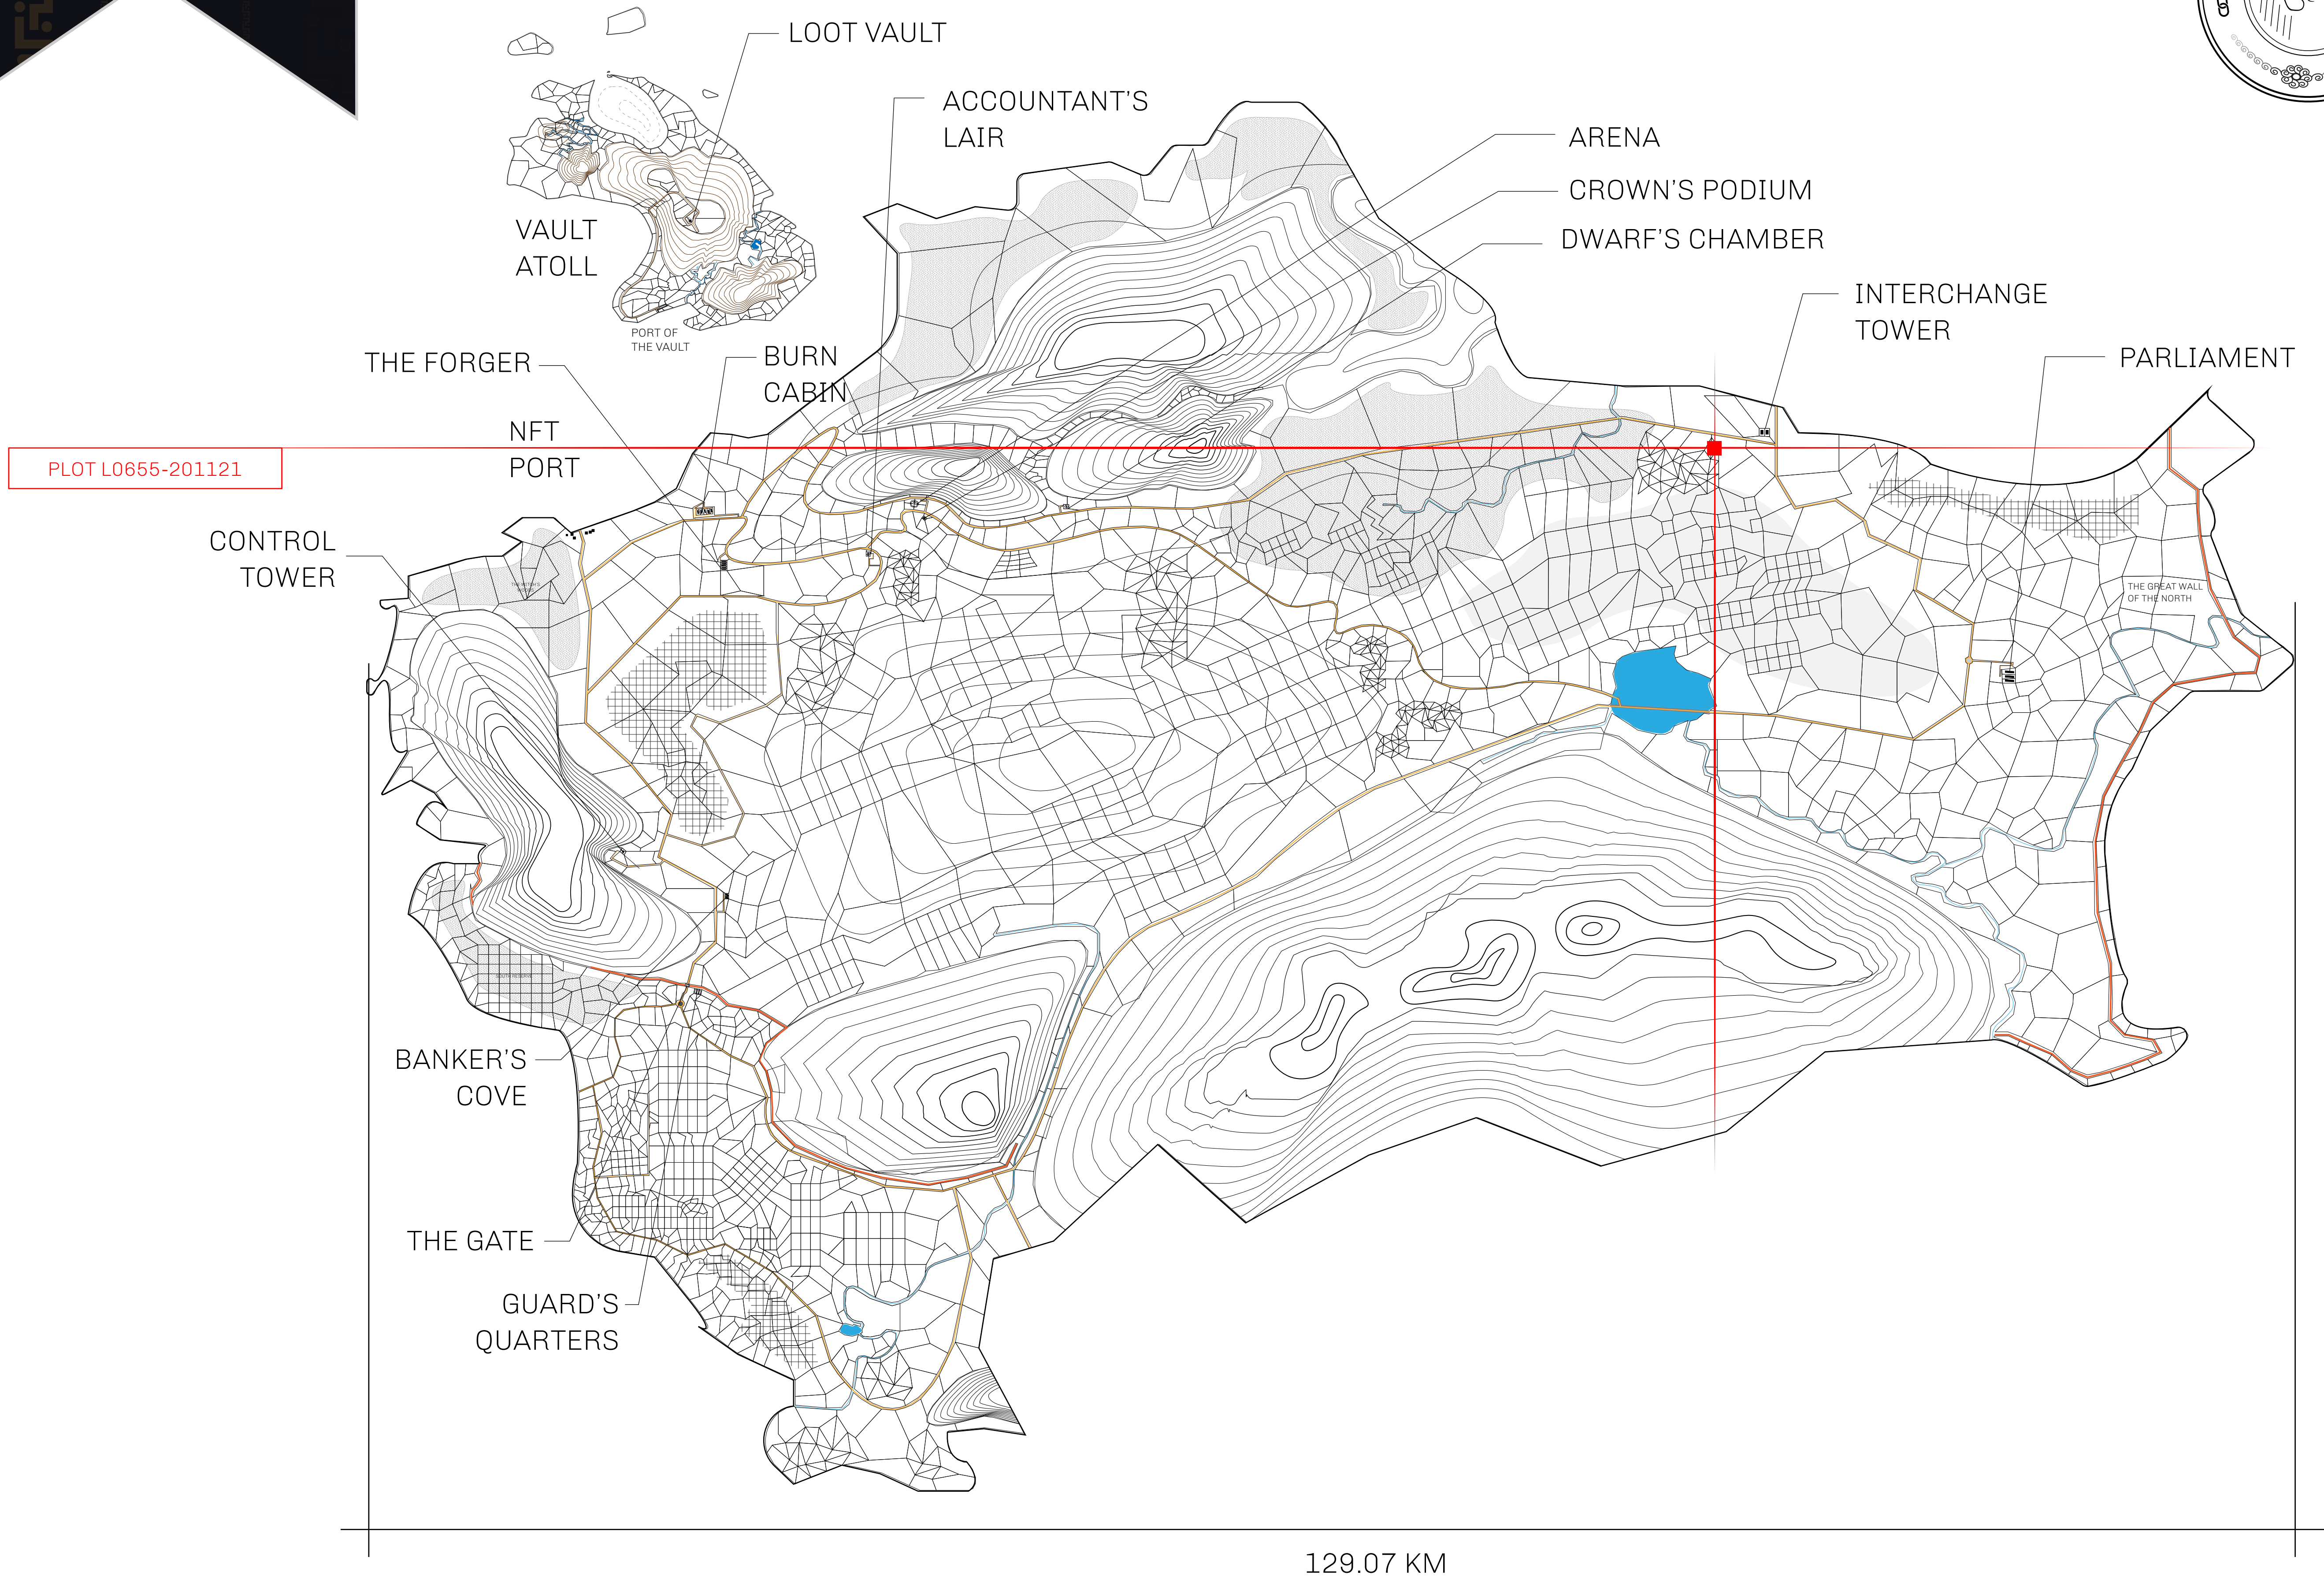 LOOT VAULT
ACCOUNTANT'S
LAIR
ARENA
CROWN'S PODIUM
DWARF'S CHAMBER
VAULT
ATOLL
INTERCHANGE
TOWER
PORT OF
THE VAULT
THE FORGER
BURN
CABIN
PARLIAMENT
NFT
PORT
PLOT L0655-201121
CONTROL
TOWER
THE GREAT WALL
OF THE NORTH
SOUTH RESERVE
BANKER'S
COVE
THE GATE
GUARD'S
QUARTERS
129.07 KM